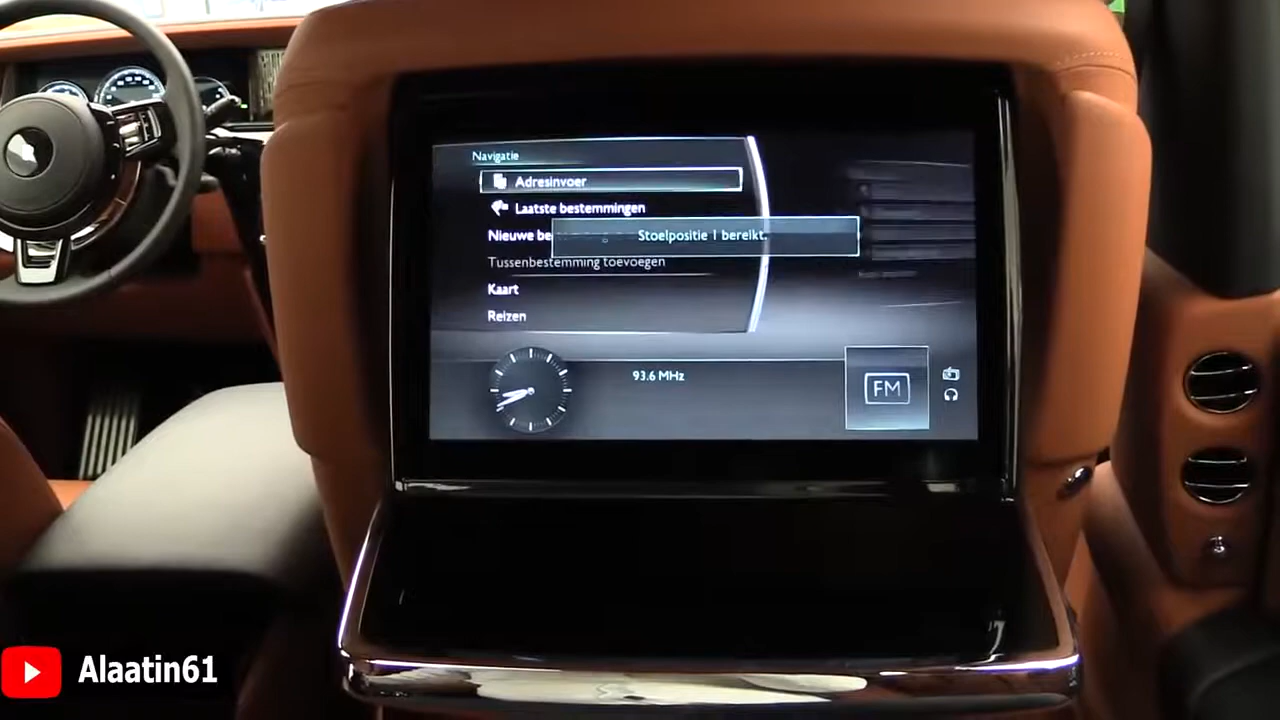 Navigatie
Adresinvoer
Laatste bestemmingen
Nieuwe be
Stoelpositie 1 bereikt.
Tussenbestemming toevoegen
Kaart
Reizen
93.6 MHz
FM
Alaatin61